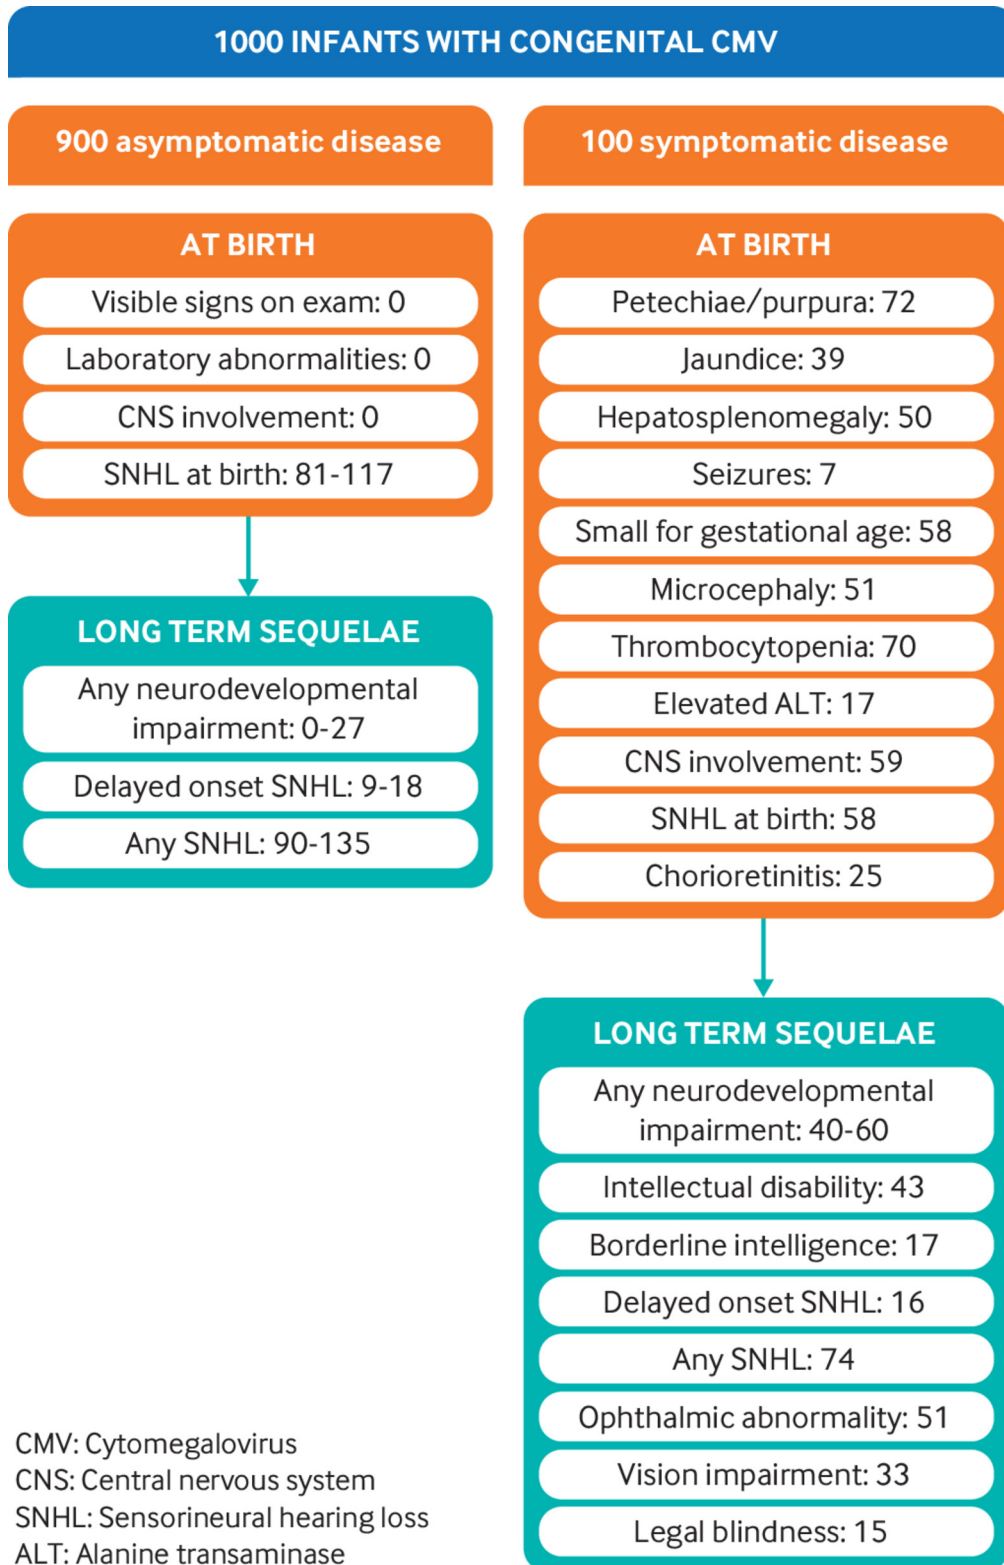 1000 INFANTS WITH CONGENITAL CMV
900 asymptomatic disease
AT BIRTH
Visible signs on exam: 0
Laboratory abnormalities: 0
CNS involvement: 0
SNHL at birth: 81-117
LONG TERM SEQUELAE
Any neurodevelopmental
impairment: 0-27
Delayed onset SNHL: 9-18
Any SNHL: 90-135
100 symptomatic disease
AT BIRTH
Petechiae/purpura: 72
Jaundice: 39
Hepatosplenomegaly: 50
Seizures: 7
Small for gestational age: 58
Microcephaly: 51
Thrombocytopenia: 70
Elevated ALT: 17
CNS involvement: 59
SNHL at birth: 58
Chorioretinitis: 25
LONG TERM SEQUELAE
Any neurodevelopmental
impairment: 40-60
Intellectual disability: 43
Borderline intelligence: 17
Delayed onset SNHL: 16
Any SNHL: 74
Ophthalmic abnormality: 51
Vision impairment: 33
Legal blindness: 15
CMV: Cytomegalovirus
CNS: Central nervous system
SNHL: Sensorineural hearing loss
ALT: Alanine transaminase